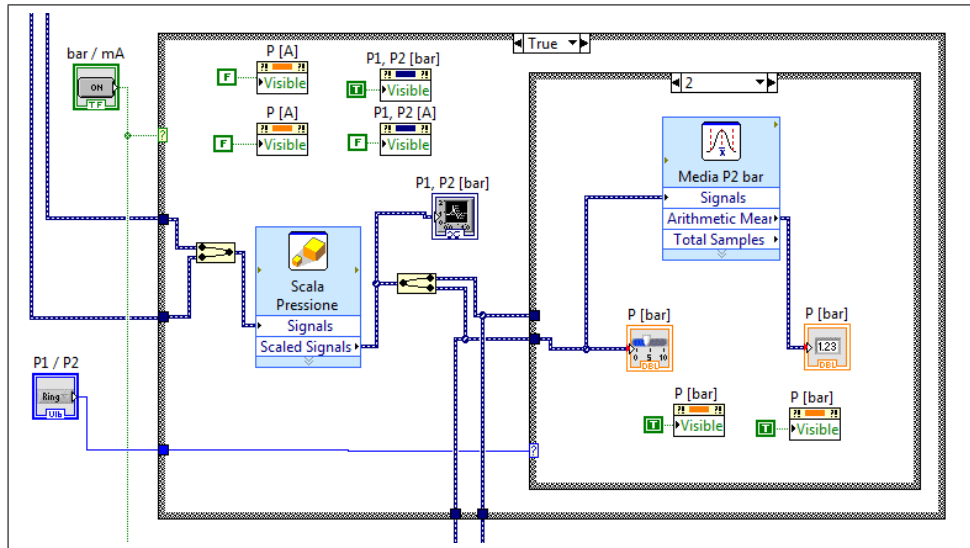 bar / mA
ON
TF
True
P [A]
F
Visible
P1, P2 [bar]
T
Visible
P [A]
F
Visible
P1, P2 [A]
F
Visible
P1, P2 [bar]
Scala
Pressione
Signals
Scaled Signals
P1 / P2
Ring
U16
2
Media P2 bar
Signals
Arithmetic Mear
Total Samples
P [bar]
0 5 10
DBL
P [bar]
1.23
DBL
P [bar]
T
Visible
P [bar]
T
Visible
?
?